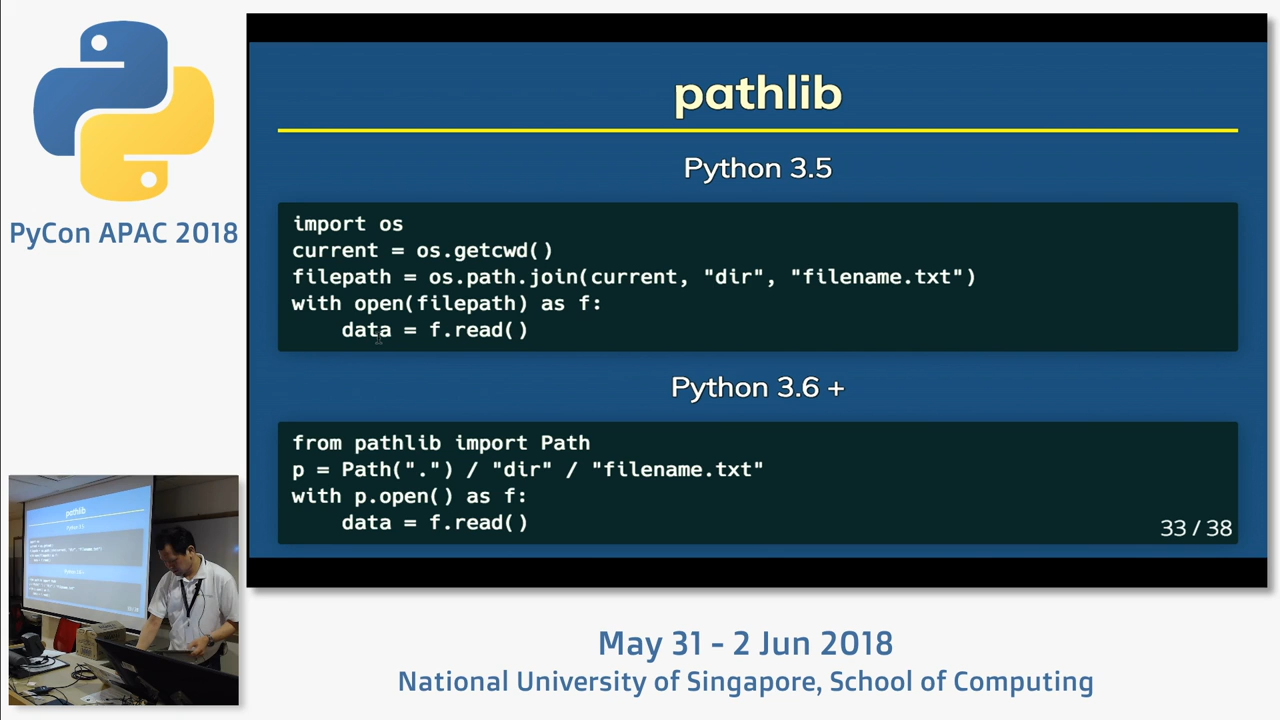 PyCon APAC 2018
pathlib
Python 3.5
import os
current = os.getcwd()
filepath = os.path.join(current, "dir", "filename.txt")
with open(filepath) as f:
    data = f.read()
Python 3.6 +
from pathlib import Path
p = Path(".") / "dir" / "filename.txt"
with p.open() as f:
    data = f.read()
33 / 38
pathlib
May 31 - 2 Jun 2018
National University of Singapore, School of Computing